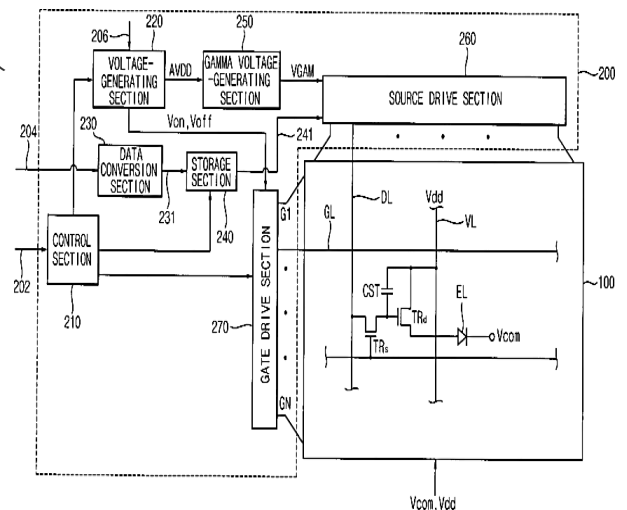 206
220
250
260
VOLTAGE-
GENERATING
SECTION
AVDD
GAMMA VOLTAGE
-GENERATING
SECTION
VGAM
SOURCE DRIVE SECTION
200
Von,Voff
241
204
230
DATA
CONVERSION
SECTION
231
STORAGE
SECTION
240
202
CONTROL
SECTION
210
270
GATE DRIVE SECTION
G1
GN
GL
DL
Vdd
VL
CST
TRd
TRs
EL
Vcom
100
Vcom,Vdd